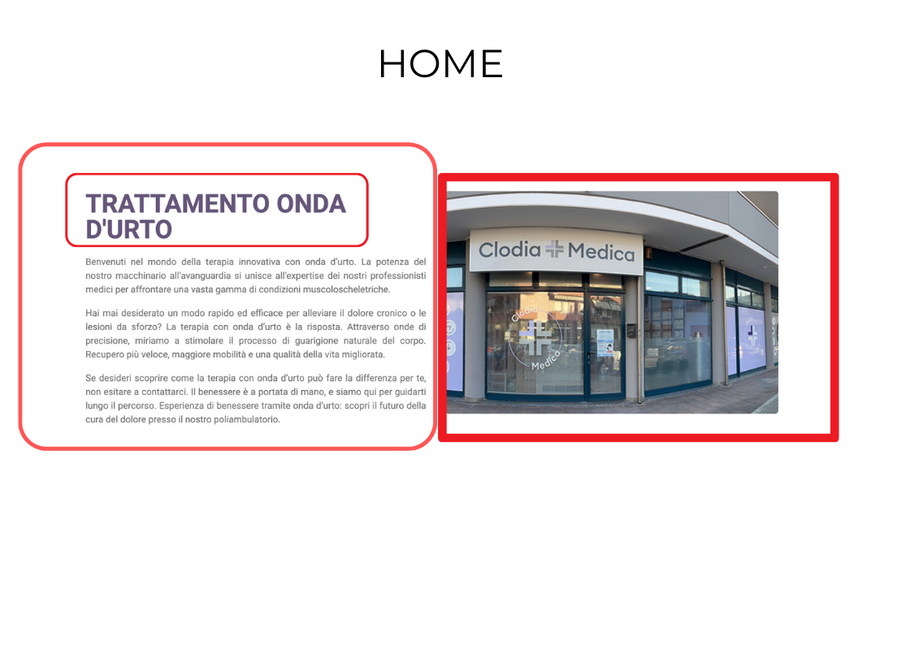 HOME
TRATTAMENTO ONDA
D'URTO
Benvenuti nel mondo della terapia innovativa con onda d'urto. La potenza del
nostro macchinario all'avanguardia si unisce all'expertise dei nostri professionisti
medici per affrontare una vasta gamma di condizioni muscoloscheletriche.
Hai mai desiderato un modo rapido ed efficace per alleviare il dolore cronico o le
lesioni da sforzo? La terapia con onda d'urto è la risposta. Attraverso onde di
precisione, miriamo a stimolare il processo di guarigione naturale del corpo.
Recupero più veloce, maggiore mobilità e una qualità della vita migliorata.
Se desideri scoprire come la terapia con onda d'urto può fare la differenza per te,
non esitare a contattarci. Il benessere è a portata di mano, e siamo qui per guidarti
lungo il percorso. Esperienza di benessere tramite onda d'urto: scopri il futuro della
cura del dolore presso il nostro poliambulatorio.
Clodia Medica
Clodia
Medica